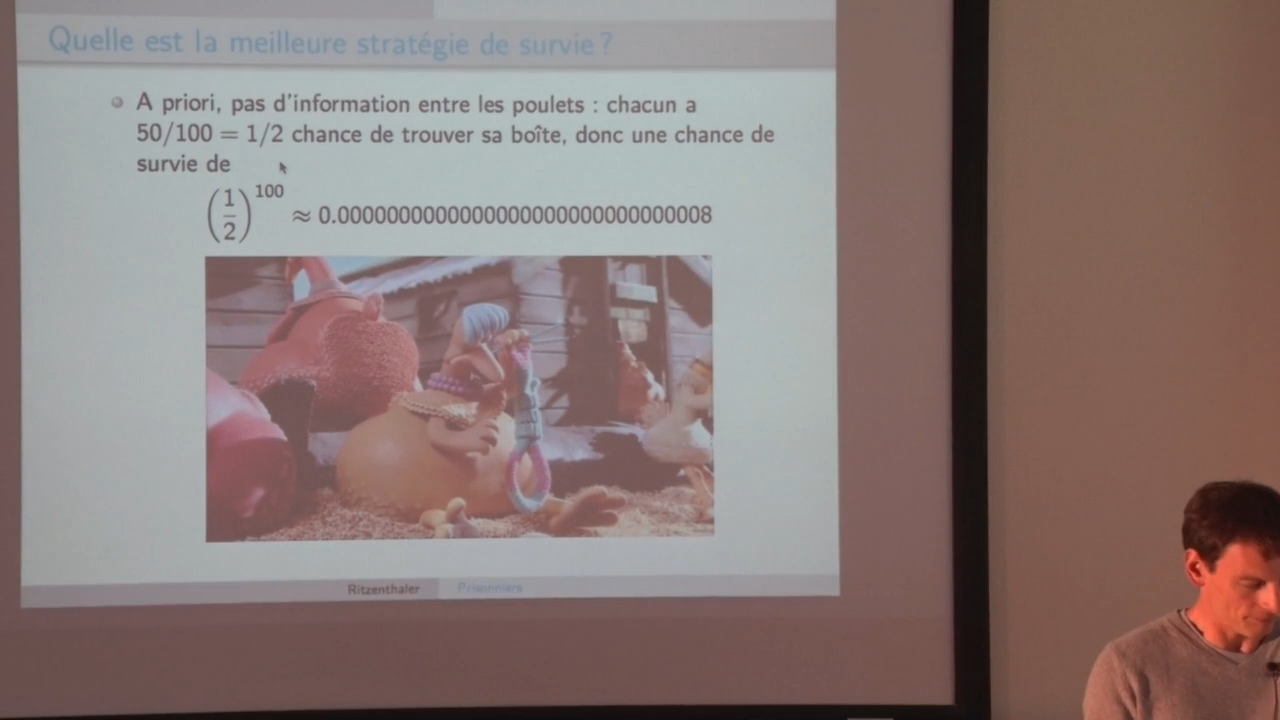 Quelle est la meilleure stratégie de survie ?
A priori, pas d'information entre les poulets : chacun a
50/100 = 1/2 chance de trouver sa boîte, donc une chance de
survie de
(1/2)^100 ≈ 0.0000000000000000000000000000008
Ritzenthaler Prisonniers